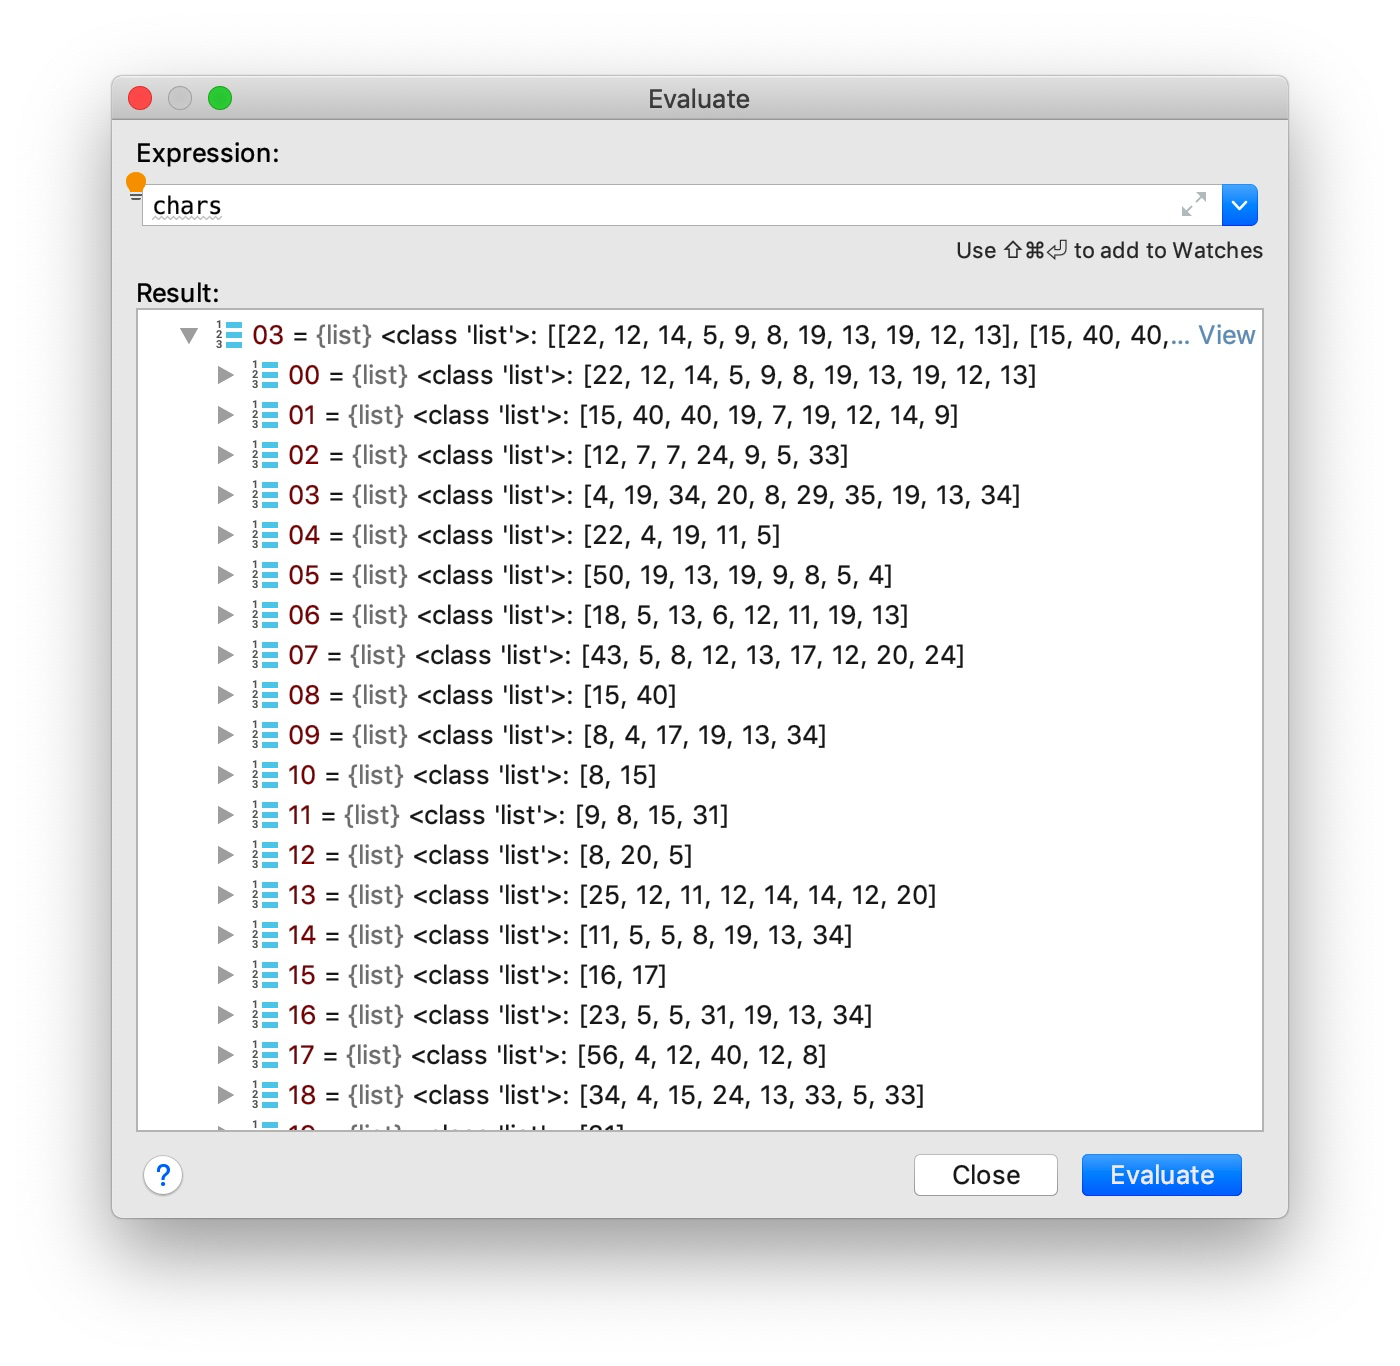 Evaluate
Expression:
chars
Use ⇧⌘⏎ to add to Watches
Result:
03 = {list} <class 'list'>: [[22, 12, 14, 5, 9, 8, 19, 13, 19, 12, 13], [15, 40, 40,... View
00 = {list} <class 'list'>: [22, 12, 14, 5, 9, 8, 19, 13, 19, 12, 13]
01 = {list} <class 'list'>: [15, 40, 40, 19, 7, 19, 12, 14, 9]
02 = {list} <class 'list'>: [12, 7, 7, 24, 9, 5, 33]
03 = {list} <class 'list'>: [4, 19, 34, 20, 8, 29, 35, 19, 13, 34]
04 = {list} <class 'list'>: [22, 4, 19, 11, 5]
05 = {list} <class 'list'>: [50, 19, 13, 19, 9, 8, 5, 4]
06 = {list} <class 'list'>: [18, 5, 13, 6, 12, 11, 19, 13]
07 = {list} <class 'list'>: [43, 5, 8, 12, 13, 17, 12, 20, 24]
08 = {list} <class 'list'>: [15, 40]
09 = {list} <class 'list'>: [8, 4, 17, 19, 13, 34]
10 = {list} <class 'list'>: [8, 15]
11 = {list} <class 'list'>: [9, 8, 15, 31]
12 = {list} <class 'list'>: [8, 20, 5]
13 = {list} <class 'list'>: [25, 12, 11, 12, 14, 14, 12, 20]
14 = {list} <class 'list'>: [11, 5, 5, 8, 19, 13, 34]
15 = {list} <class 'list'>: [16, 17]
16 = {list} <class 'list'>: [23, 5, 5, 31, 19, 13, 34]
17 = {list} <class 'list'>: [56, 4, 12, 40, 12, 8]
18 = {list} <class 'list'>: [34, 4, 15, 24, 13, 33, 5, 33]
? Close Evaluate